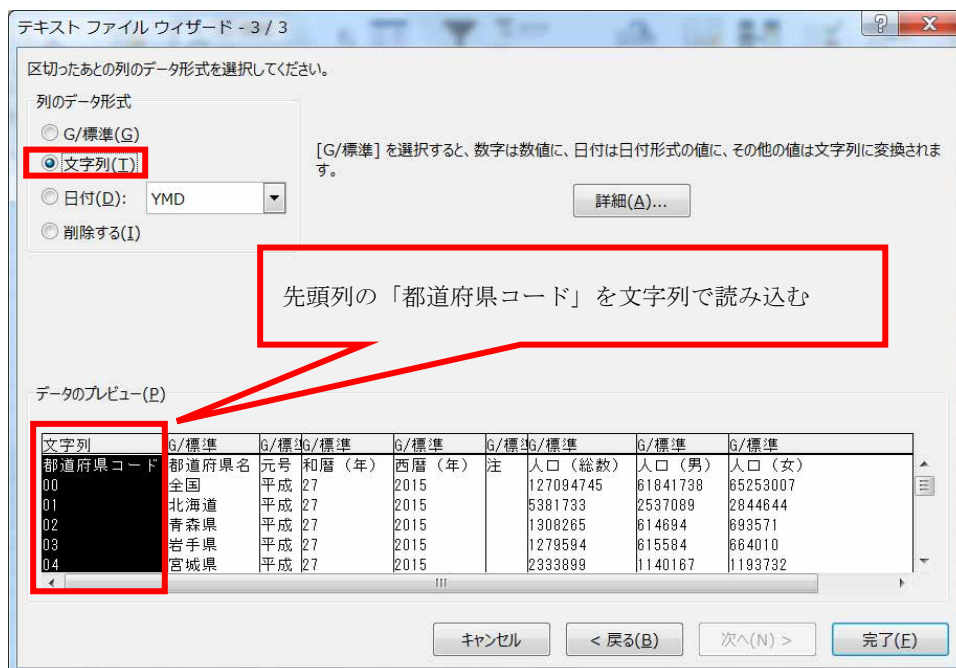 テキスト ファイル ウィザード - 3 / 3
区切ったあとの列のデータ形式を選択してください。
列のデータ形式
G/標準(G)
文字列(T)
日付(D): YMD
削除する(I)
[G/標準] を選択すると、数字は数値に、日付は日付形式の値に、その他の値は文字列に変換されま
す。
詳細(A)...
先頭列の「都道府県コード」を文字列で読み込む
データのプレビュー(P)
文字列 G/標準 G/標準 G/標準 G/標準 G/標準 G/標準 G/標準 G/標準
都道府県コード 都道府県名 元号 和暦(年) 西暦(年) 注 人口(総数) 人口(男) 人口(女)
00 全国 平成 27 2015 127094745 61841738 65253007
01 北海道 平成 27 2015 5381733 2537089 2844644
02 青森県 平成 27 2015 1308265 614694 693571
03 岩手県 平成 27 2015 1279594 615584 664010
04 宮城県 平成 27 2015 2333899 1140167 1193732
キャンセル
< 戻る(B)
次へ(N) >
完了(F)